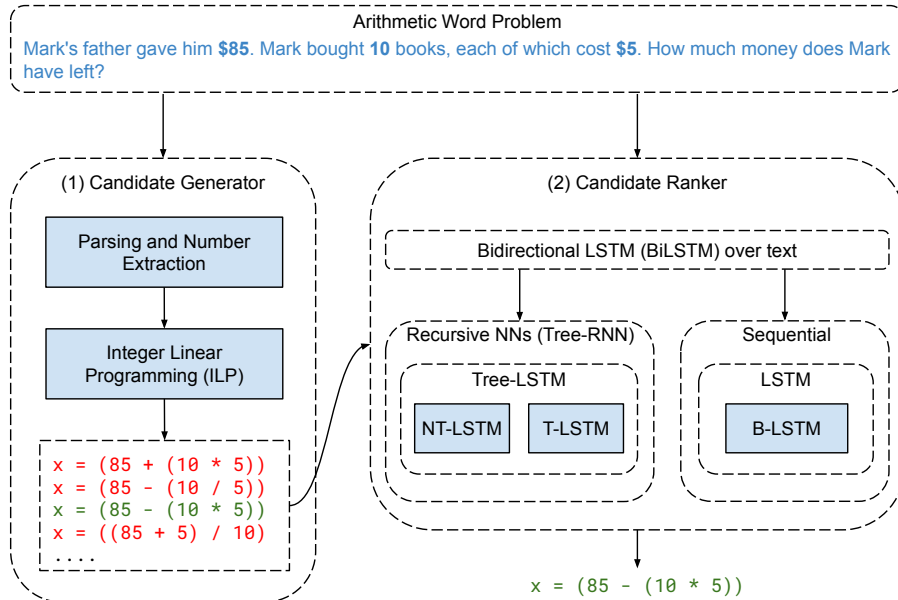 Arithmetic Word Problem
Mark's father gave him $85. Mark bought 10 books, each of which cost $5. How much money does Mark
have left?
(1) Candidate Generator
Parsing and Number
Extraction
Integer Linear
Programming (ILP)
x = (85 + (10 * 5))
x = (85 - (10 / 5))
x = (85 - (10 * 5))
x = ((85 + 5) / 10)
....
(2) Candidate Ranker
Bidirectional LSTM (BiLSTM) over text
Recursive NNs (Tree-RNN)
Tree-LSTM
NT-LSTM
T-LSTM
Sequential
LSTM
B-LSTM
x = (85 - (10 * 5))